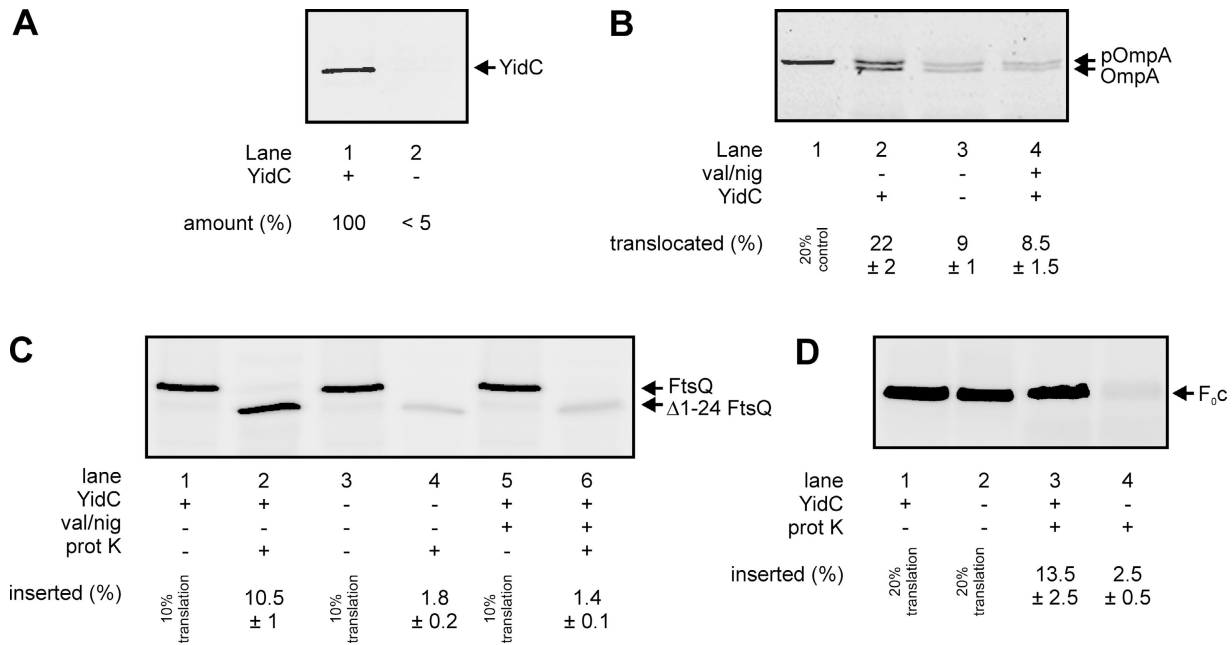 A
YidC
Lane 1 2
YidC + -
amount (%) 100 < 5
B
pOmpA
OmpA
Lane 1 2 3 4
val/nig - - +
YidC + - +
translocated (%) 20% control 22 ± 2 9 ± 1 8.5 ± 1.5
C
FtsQ
Δ1-24 FtsQ
lane 1 2 3 4 5 6
YidC + + - - + +
val/nig - - - - + +
prot K - + - + - +
inserted (%) 10% translation 10.5 ± 1 10% translation 1.8 ± 0.2 10% translation 1.4 ± 0.1
D
F₀c
lane 1 2 3 4
YidC + - + -
prot K - - + +
inserted (%) 20% translation 20% translation 13.5 ± 2.5 2.5 ± 0.5